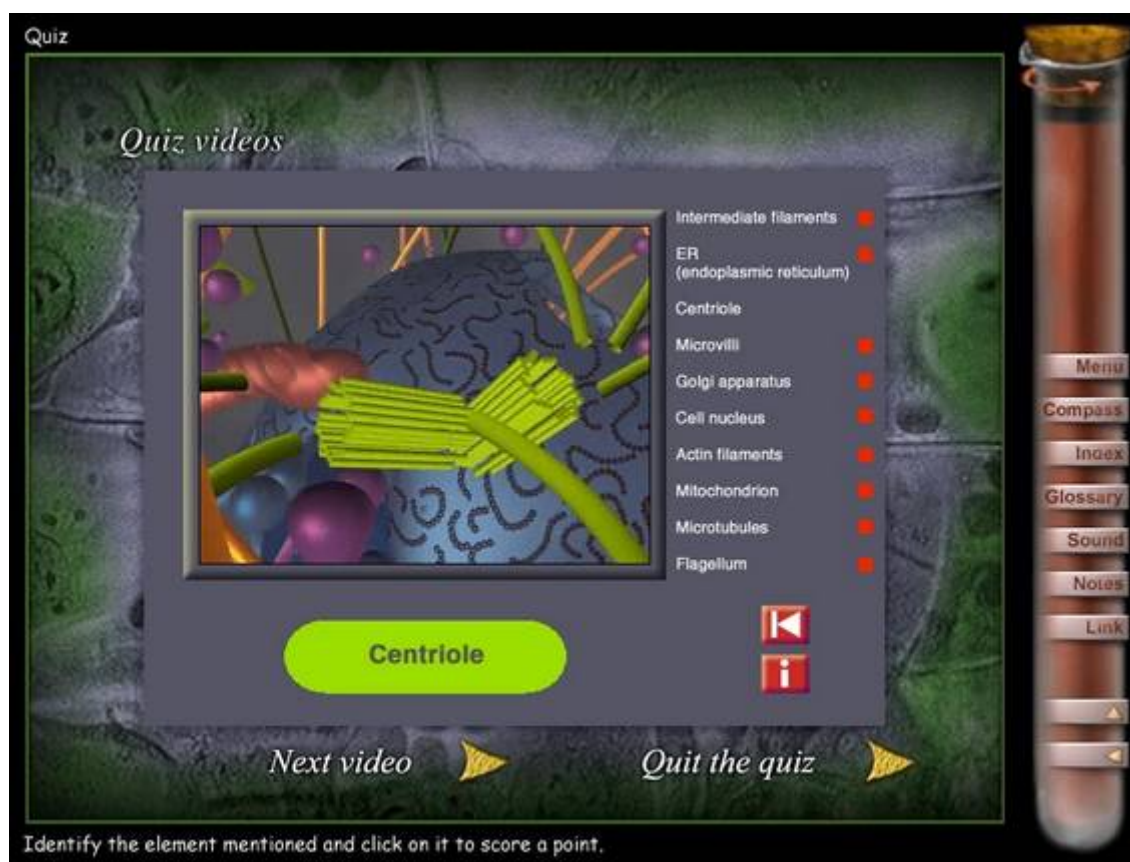 Quiz
Quiz videos
Intermediate filaments
ER
(endoplasmic reticulum)
Centriole
Microvilli
Golgi apparatus
Cell nucleus
Actin filaments
Mitochondrion
Microtubules
Flagellum
Centriole
i
Next video
Quit the quiz
Menu
Compass
Index
Glossary
Sound
Notes
Link
Identify the element mentioned and click on it to score a point.